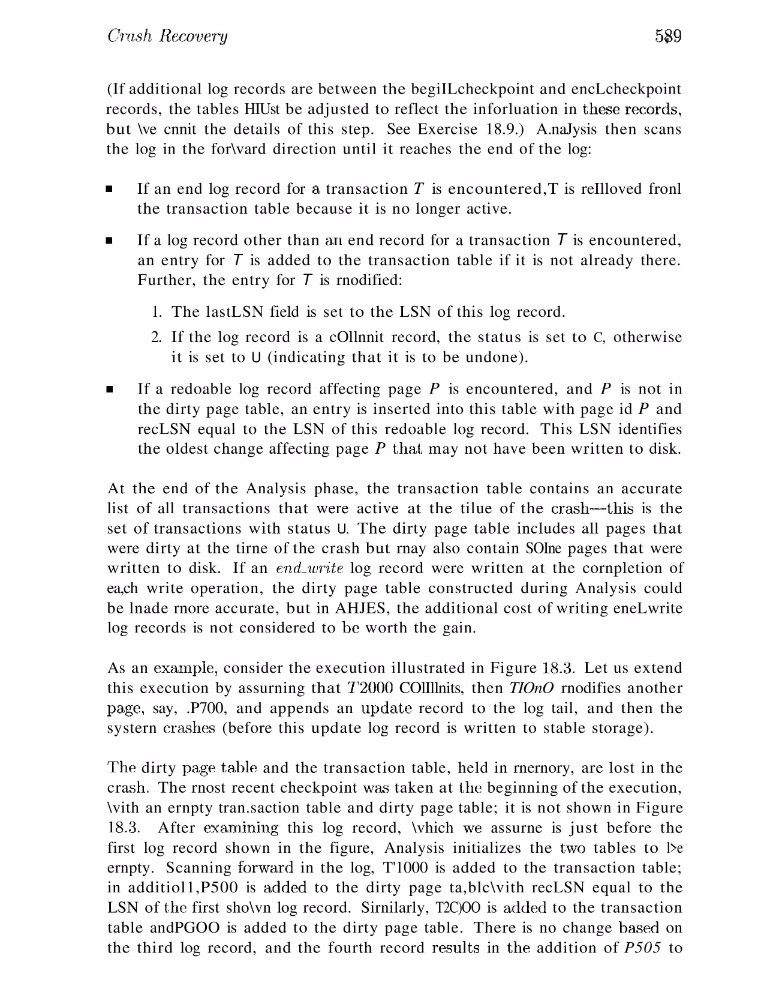 Crash Recovery 589
(If additional log records are between the begiILcheckpoint and encLcheckpoint
records, the tables HIUst be adjusted to reflect the inforluation in these records,
but \ve cnnit the details of this step. See Exercise 18.9.) A.naJysis then scans
the log in the for\vard direction until it reaches the end of the log:
■ If an end log record for a transaction T is encountered,T is reIlloved fronl
the transaction table because it is no longer active.
■ If a log record other than an end record for a transaction T is encountered,
an entry for T is added to the transaction table if it is not already there.
Further, the entry for T is rnodified:
1. The lastLSN field is set to the LSN of this log record.
2. If the log record is a cOllnnit record, the status is set to C, otherwise
it is set to U (indicating that it is to be undone).
■ If a redoable log record affecting page P is encountered, and P is not in
the dirty page table, an entry is inserted into this table with page id P and
recLSN equal to the LSN of this redoable log record. This LSN identifies
the oldest change affecting page P that may not have been written to disk.
At the end of the Analysis phase, the transaction table contains an accurate
list of all transactions that were active at the tilue of the crash—this is the
set of transactions with status U. The dirty page table includes all pages that
were dirty at the tirne of the crash but rnay also contain SOlne pages that were
written to disk. If an end_write log record were written at the cornpletion of
ea,ch write operation, the dirty page table constructed during Analysis could
be lnade rnore accurate, but in AHJES, the additional cost of writing eneLwrite
log records is not considered to be worth the gain.
As an example, consider the execution illustrated in Figure 18.3. Let us extend
this execution by assurning that T2000 COllllnits, then TIOnO rnodifies another
page, say, .P700, and appends an update record to the log tail, and then the
systern crashes (before this update log record is written to stable storage).
The dirty page table and the transaction table, held in rnernory, are lost in the
crash. The rnost recent checkpoint was taken at the beginning of the execution,
\vith an ernpty tran.saction table and dirty page table; it is not shown in Figure
18.3. After examining this log record, \vhich we assurne is just before the
first log record shown in the figure, Analysis initializes the two tables to l>e
ernpty. Scanning forward in the log, T'1000 is added to the transaction table;
in additiol1,P500 is added to the dirty page ta,blc\vith recLSN equal to the
LSN of the first sho\vn log record. Sirnilarly, T2C)OO is added to the transaction
table andPGOO is added to the dirty page table. There is no change based on
the third log record, and the fourth record results in the addition of P505 to